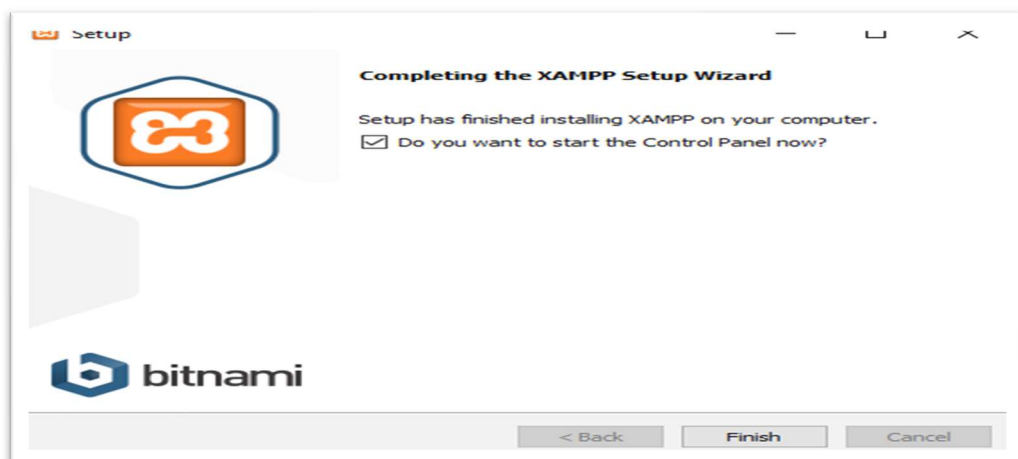 Setup
Completing the XAMPP Setup Wizard
Setup has finished installing XAMPP on your computer.
Do you want to start the Control Panel now?
bitnami
< Back Finish Cancel